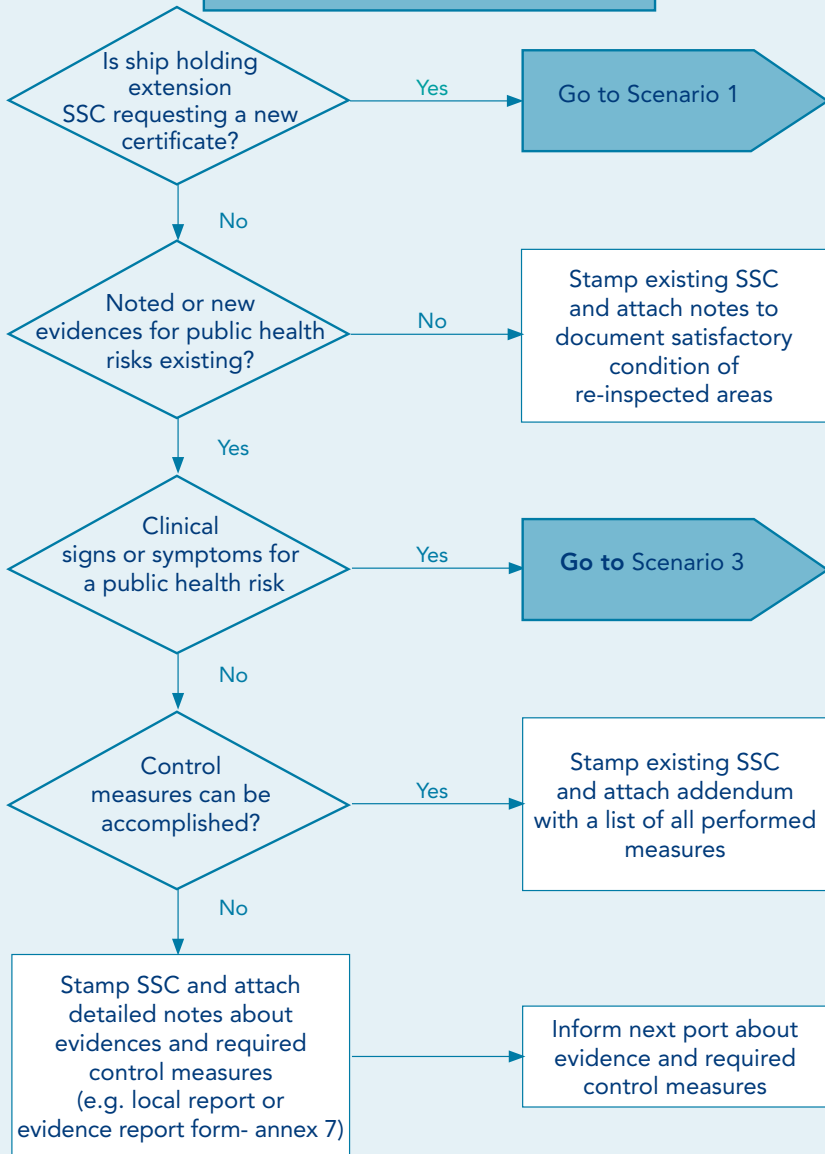 Is ship holding
extension
SSC requesting a new
certificate?
Yes
Go to Scenario 1
No
Noted or new
evidences for public health
risks existing?
No
Stamp existing SSC
and attach notes to
document satisfactory
condition of
re-inspected areas
Yes
Clinical
signs or symptoms for
a public health risk
Yes
Go to Scenario 3
No
Control
measures can be
accomplished?
Yes
Stamp existing SSC
and attach addendum
with a list of all performed
measures
No
Stamp SSC and attach
detailed notes about
evidences and required
control measures
(e.g. local report or
evidence report form- annex 7)
Inform next port about
evidence and required
control measures